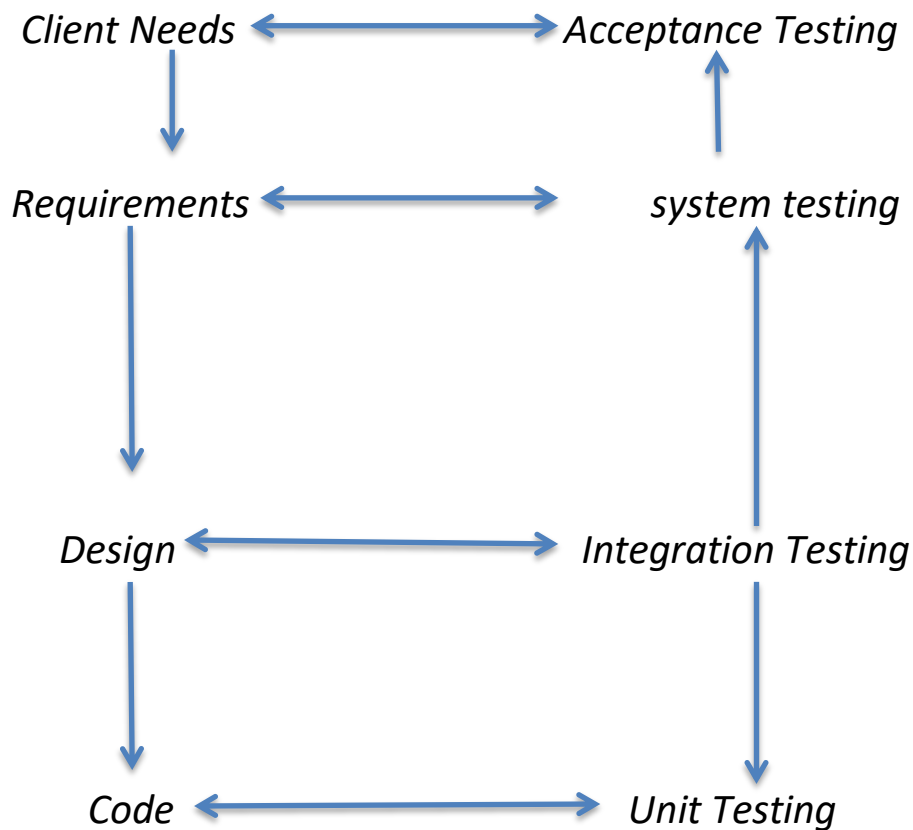 Client Needs Acceptance Testing
Requirements system testing
Design Integration Testing
Code Unit Testing